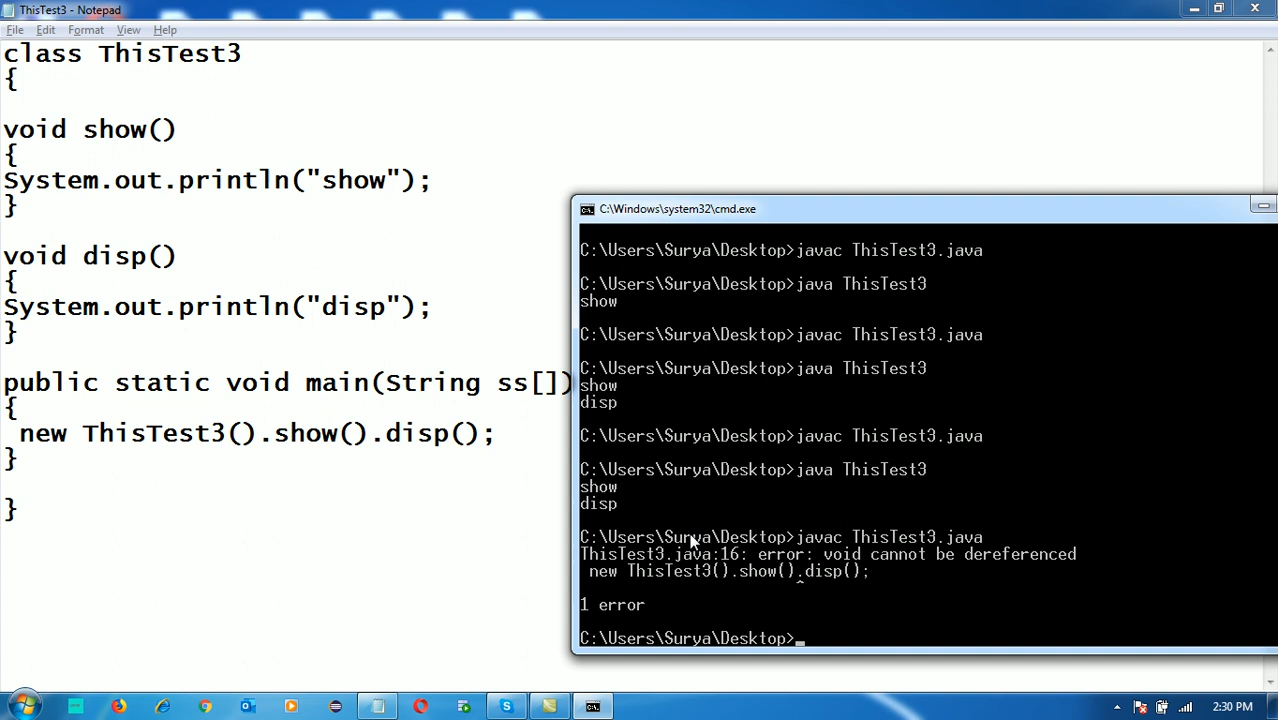 ThisTest3 - Notepad
File Edit Format View Help
class ThisTest3
{
void show()
{
System.out.println("show");
}
void disp()
{
System.out.println("disp");
}
public static void main(String ss[])
{
new ThisTest3().show().disp();
}
}
C:\Windows\system32\cmd.exe
C:\Users\Surya\Desktop>javac ThisTest3.java
C:\Users\Surya\Desktop>java ThisTest3
show
C:\Users\Surya\Desktop>javac ThisTest3.java
C:\Users\Surya\Desktop>java ThisTest3
show
disp
C:\Users\Surya\Desktop>javac ThisTest3.java
C:\Users\Surya\Desktop>java ThisTest3
show
disp
C:\Users\Surya\Desktop>javac ThisTest3.java
ThisTest3.java:16: error: void cannot be dereferenced
new ThisTest3().show().disp();
^
1 error
C:\Users\Surya\Desktop>_
2:30 PM